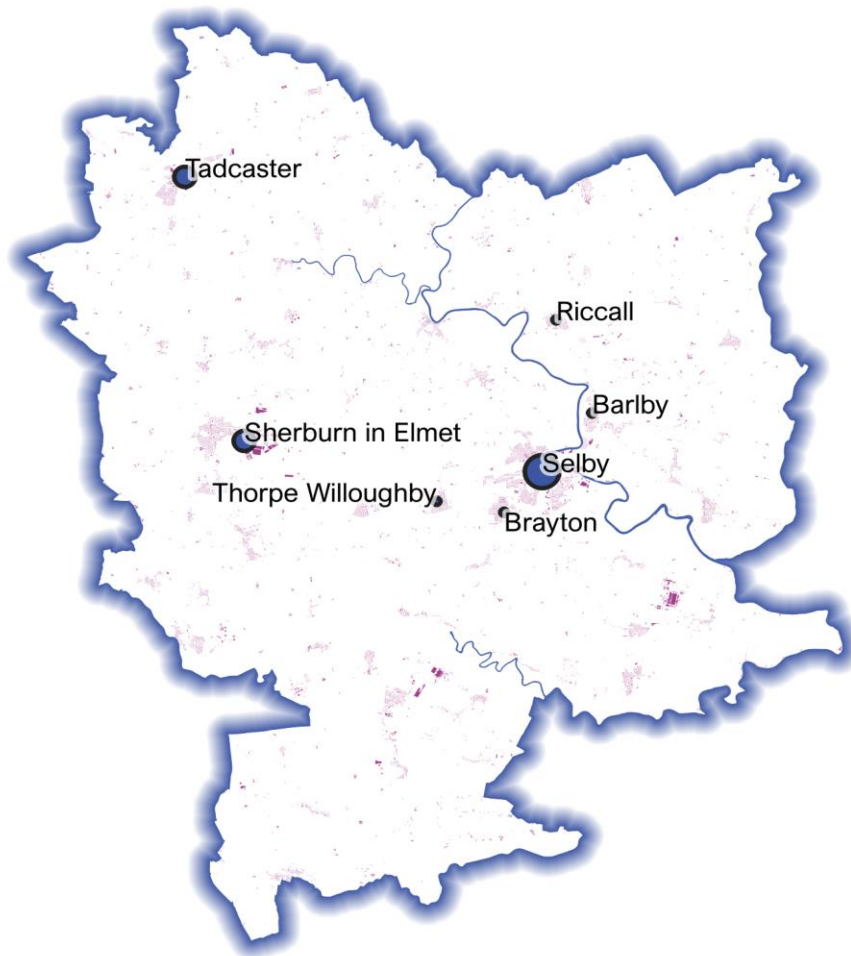 Tadcaster
Riccall
Barlby
Sherburn in Elmet
Selby
Thorpe Willoughby
Brayton